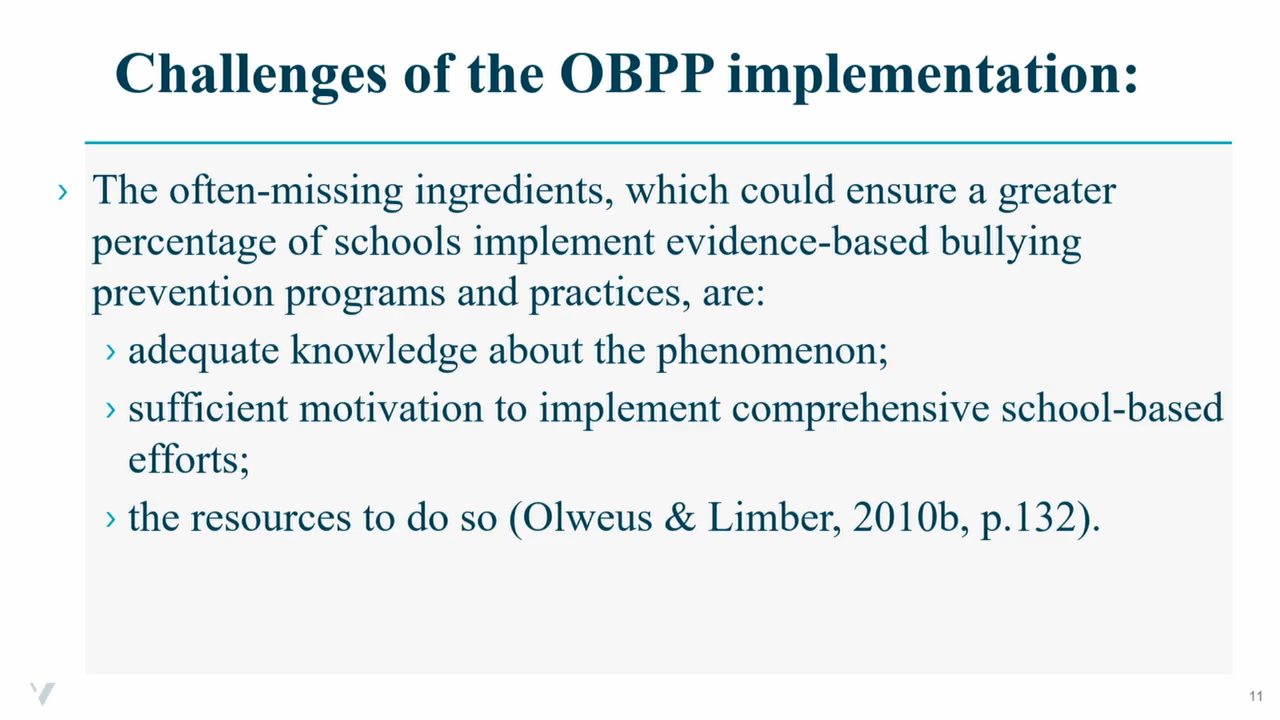 Challenges of the OBPP implementation:
› The often-missing ingredients, which could ensure a greater
percentage of schools implement evidence-based bullying
prevention programs and practices, are:
› adequate knowledge about the phenomenon;
› sufficient motivation to implement comprehensive school-based
efforts;
› the resources to do so (Olweus & Limber, 2010b, p.132).
11